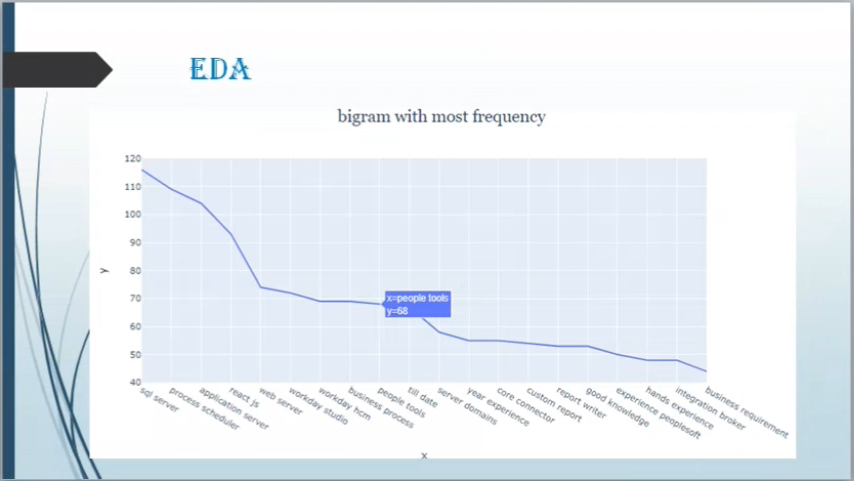 EDA
bigram with most frequency
120
110
100
90
80
70
60
50
40
y
x=people tools
y=68
sql server
process scheduler
application server
react js
web server
workday studio
workday hcm
business process
people tools
till date
server domains
year experience
core connector
custom report
report writer
good knowledge
experience peoplesoft
hands experience
integration broker
business requirement
x